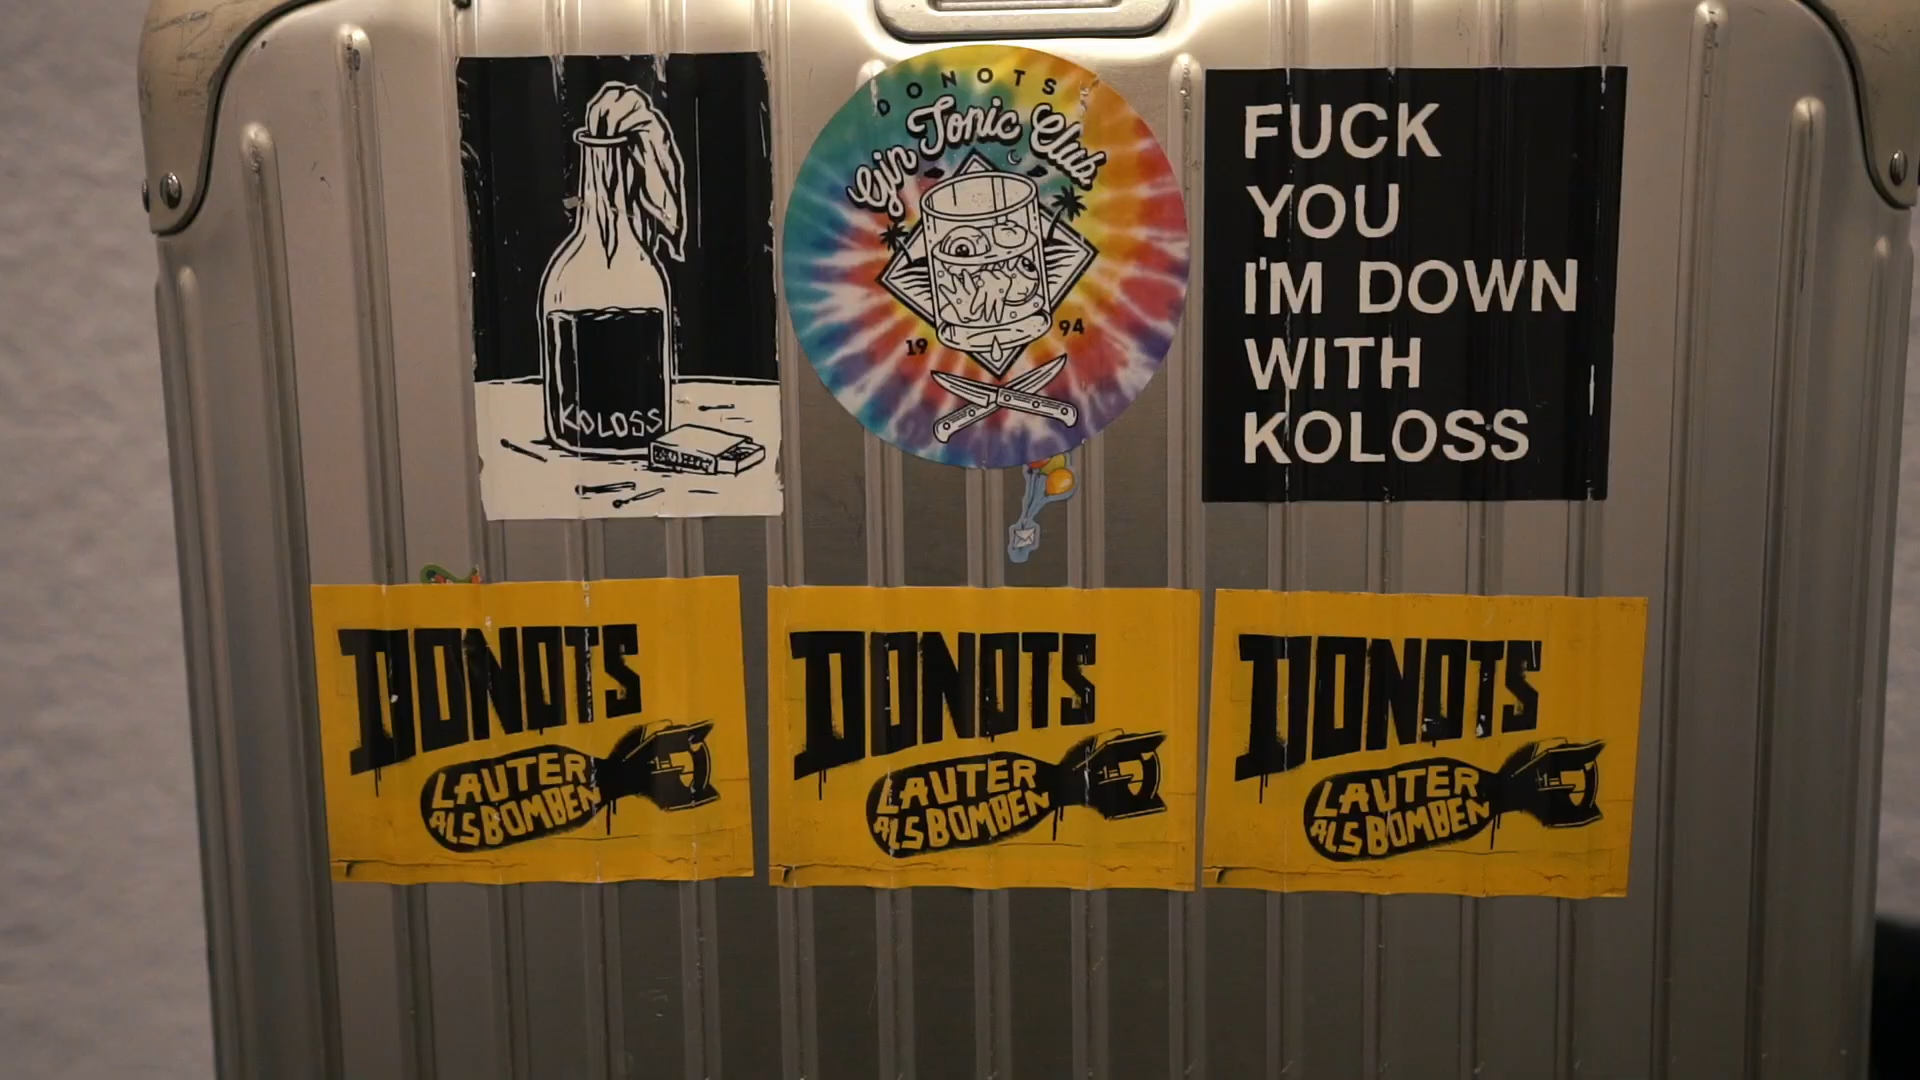 KOLOSS
DONOTS
Gin Tonic Club
19 94
FUCK
YOU
I'M DOWN
WITH
KOLOSS
DONOTS
LAUTER
ALS BOMBEN
DONOTS
LAUTER
ALS BOMBEN
DONOTS
LAUTER
ALS BOMBEN